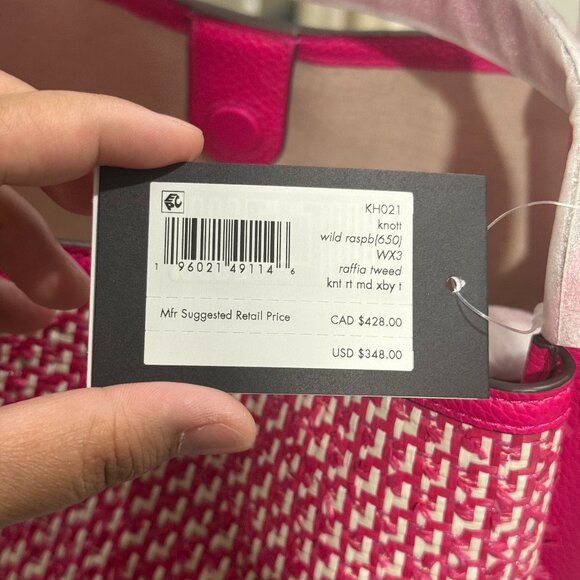 KH021
knott
wild raspb(650)
WX3
raffia tweed
knt rt md xby t
1 96021 49114 6
Mfr Suggested Retail Price CAD $428.00
USD $348.00